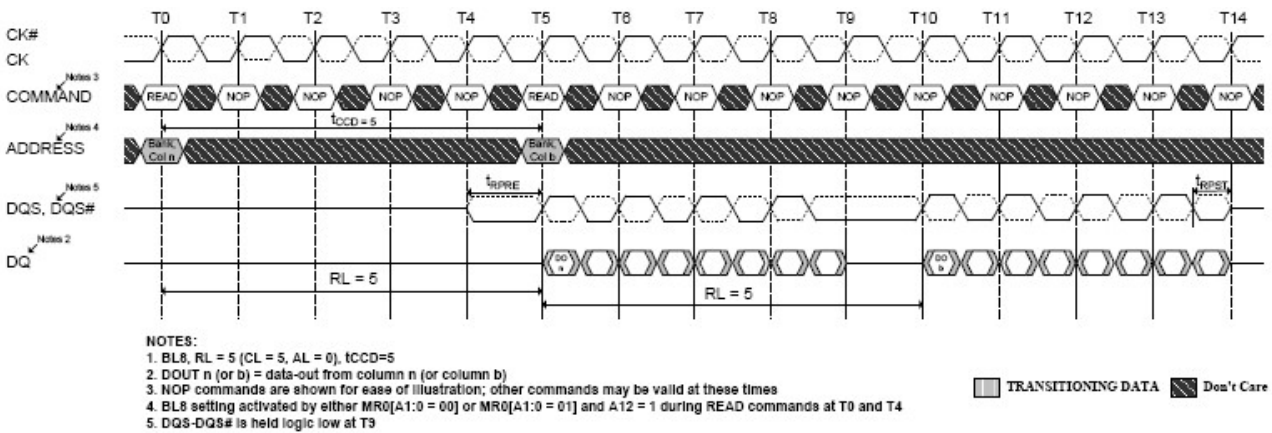 T0 T1 T2 T3 T4 T5 T6 T7 T8 T9 T10 T11 T12 T13 T14
CK#
CK
Notes 3
COMMAND READ NOP NOP NOP NOP READ NOP NOP NOP NOP NOP NOP NOP NOP NOP
tCCD = 5
Notes 4
ADDRESS Bank, Col n Bank, Col b
tRPRE tRPST
Notes 5
DQS, DQS#
Notes 2
DQ DO n DO b
RL = 5 RL = 5
NOTES:
1. BL8, RL = 5 (CL = 5, AL = 0), tCCD=5
2. DOUT n (or b) = data-out from column n (or column b)
3. NOP commands are shown for ease of illustration; other commands may be valid at these times
4. BL8 setting activated by either MR0[A1:0 = 00] or MR0[A1:0 = 01] and A12 = 1 during READ commands at T0 and T4
5. DQS-DQS# is held logic low at T9
TRANSITIONING DATA Don't Care